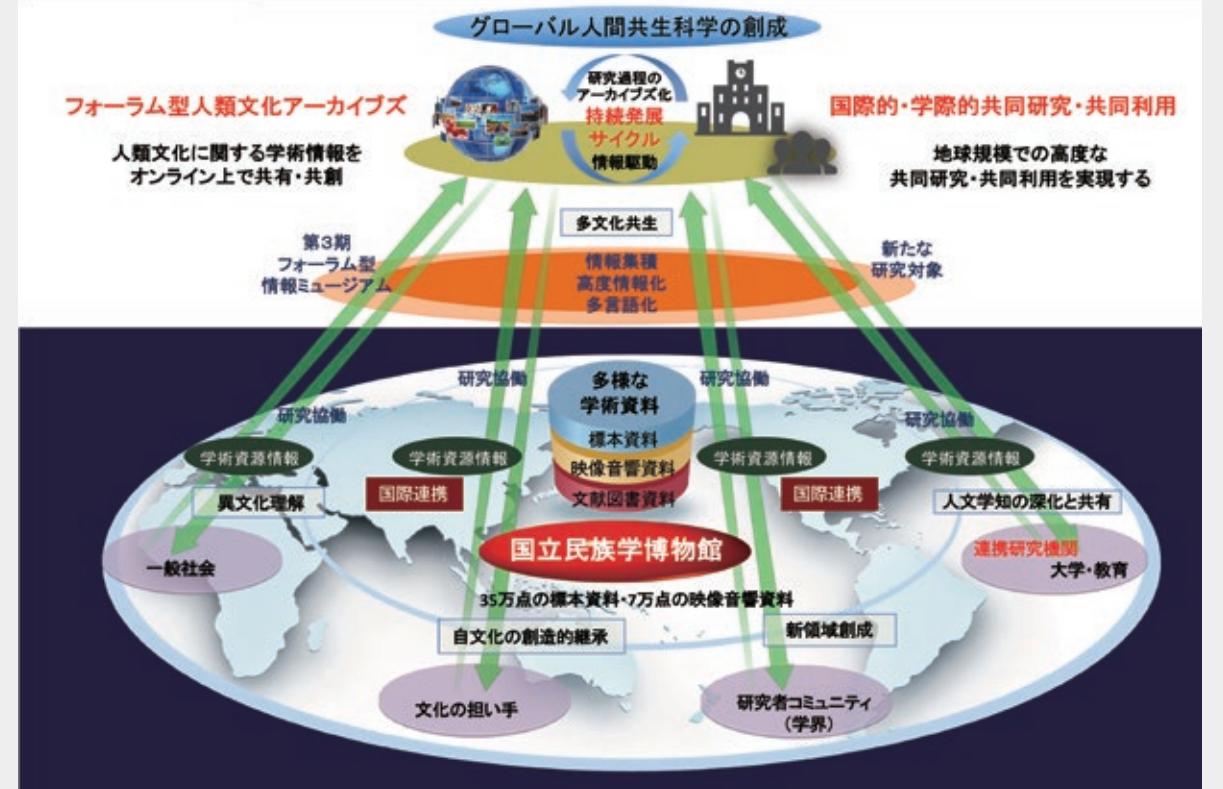 グローバル人間共生科学の創成
フォーラム型人類文化アーカイブズ
人類文化に関する学術情報を
オンライン上で共有・共創
研究過程の
アーカイブズ化
持続発展
サイクル
情報駆動
国際的・学際的共同研究・共同利用
地球規模での高度な
共同研究・共同利用を実現する
多文化共生
第3期
フォーラム型
情報ミュージアム
情報集積
高度情報化
多言語化
新たな
研究対象
研究協働
研究協働
研究協働
研究協働
多様な
学術資料
標本資料
映像音響資料
文献図書資料
学術資源情報
学術資源情報
学術資源情報
学術資源情報
国際連携
国際連携
異文化理解
人文学知の深化と共有
国立民族学博物館
一般社会
連携研究機関
大学・教育
35万点の標本資料・7万点の映像音響資料
自文化の創造的継承
新領域創成
文化の担い手
研究者コミュニティ
(学界)